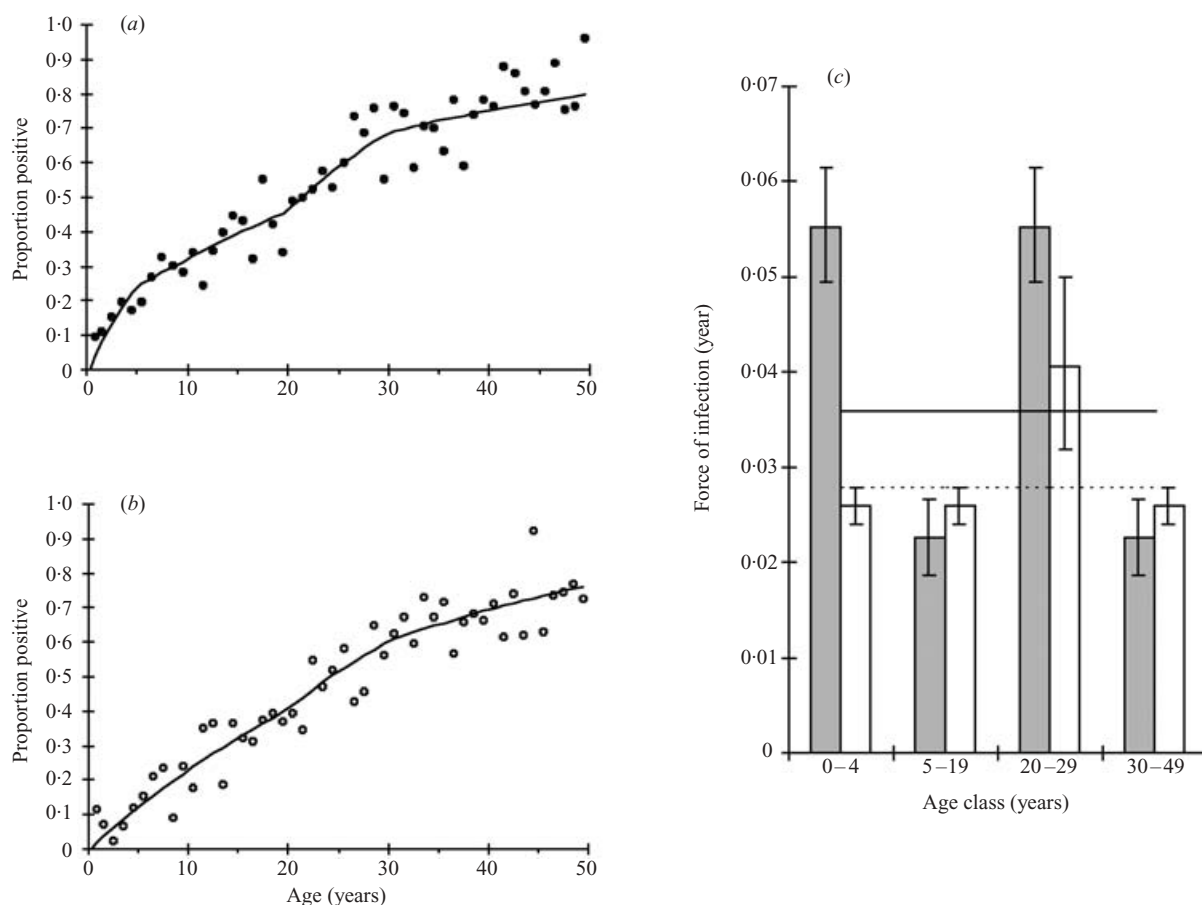 (a)
1·0
0·9
0·8
0·7
0·6
0·5
0·4
0·3
0·2
0·1
0
Proportion positive
0 10 20 30 40 50
(b)
1·0
0·9
0·8
0·7
0·6
0·5
0·4
0·3
0·2
0·1
0
Proportion positive
0 10 20 30 40 50
Age (years)
(c)
0·07
0·06
0·05
0·04
0·03
0·02
0·01
0
Force of infection (year)
0–4 5–19 20–29 30–49
Age class (years)